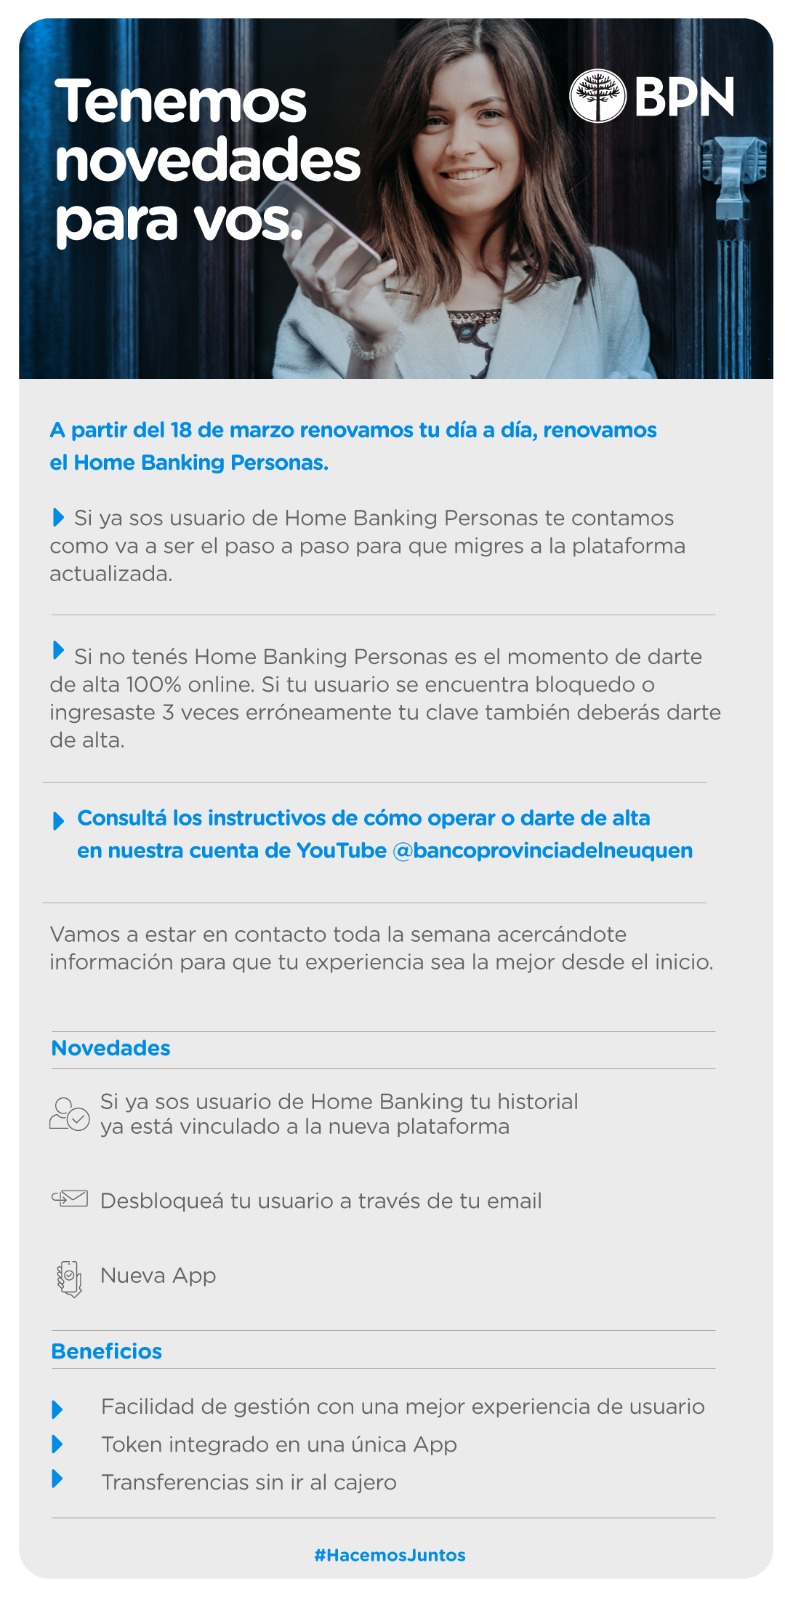 Tenemos
novedades
para vos.
BPN
A partir del 18 de marzo renovamos tu día a día, renovamos
el Home Banking Personas.
Si ya sos usuario de Home Banking Personas te contamos
como va a ser el paso a paso para que migres a la plataforma
actualizada.
Si no tenés Home Banking Personas es el momento de darte
de alta 100% online. Si tu usuario se encuentra bloquedo o
ingresaste 3 veces erróneamente tu clave también deberás darte
de alta.
Consultá los instructivos de cómo operar o darte de alta
en nuestra cuenta de YouTube @bancoprovinciadelneuquen
Vamos a estar en contacto toda la semana acercándote
información para que tu experiencia sea la mejor desde el inicio.
Novedades
Si ya sos usuario de Home Banking tu historial
ya está vinculado a la nueva plataforma
Desbloqueá tu usuario a través de tu email
Nueva App
Beneficios
Facilidad de gestión con una mejor experiencia de usuario
Token integrado en una única App
Transferencias sin ir al cajero
#HacemosJuntos